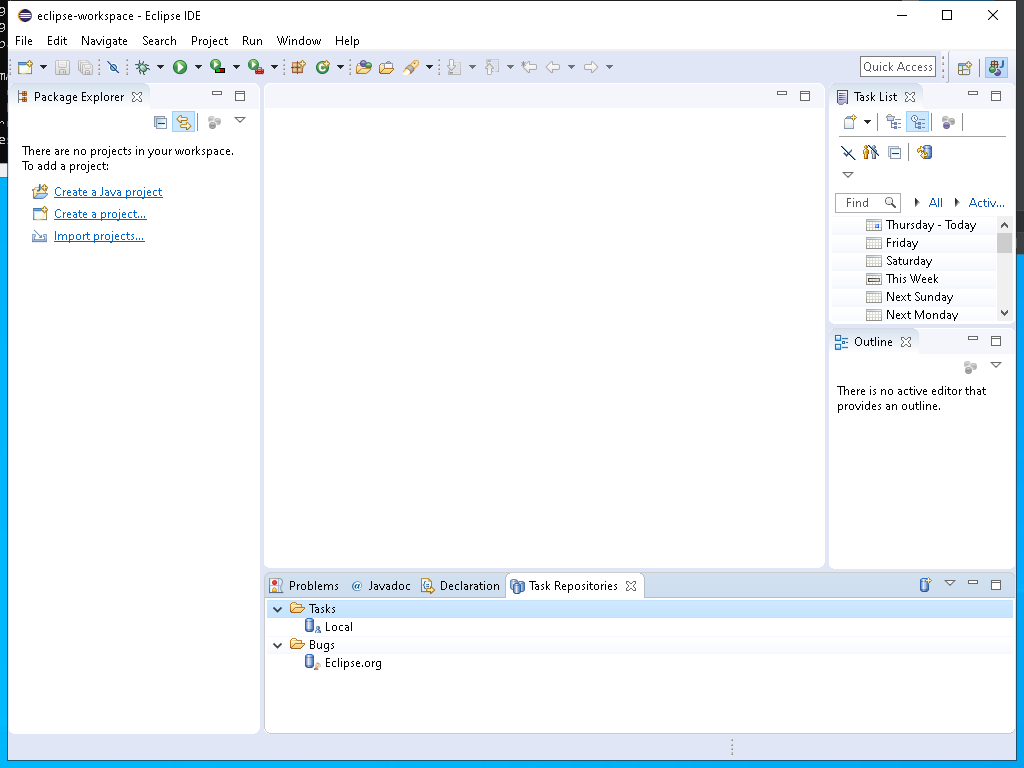 eclipse-workspace - Eclipse IDE
File Edit Navigate Search Project Run Window Help
Quick Access
Package Explorer
There are no projects in your workspace.
To add a project:
Create a Java project
Create a project...
Import projects...
Task List
Find All Activ...
Thursday - Today
Friday
Saturday
This Week
Next Sunday
Next Monday
Outline
There is no active editor that
provides an outline.
Problems @ Javadoc Declaration Task Repositories
Tasks
Local
Bugs
Eclipse.org